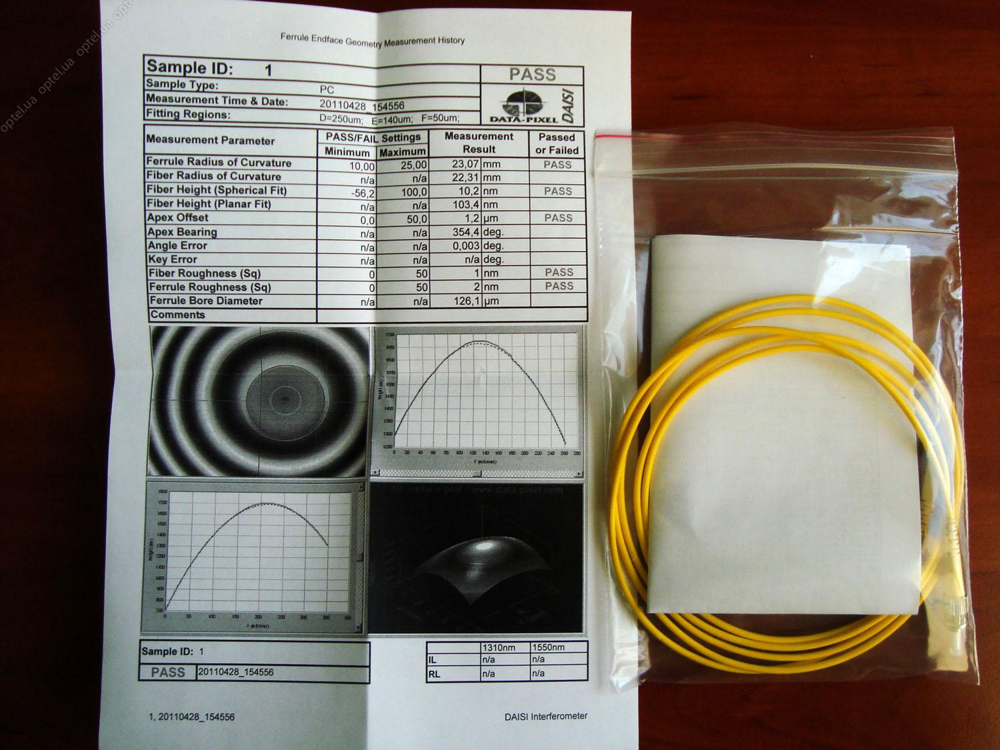 optel.ua optel.ua optel.ua opt
Ferrule Endface Geometry Measurement History
Sample ID: 1 PASS
Sample Type: PC
Measurement Time & Date: 20110428_154556
Fitting Regions: D=250um; E=140um; F=50um;
DATA-PIXEL DAISI
Measurement Parameter PASS/FAIL Settings Measurement Result Passed or Failed
Minimum Maximum
Ferrule Radius of Curvature 10,00 25,00 23,07 mm PASS
Fiber Radius of Curvature n/a n/a 22,31 mm
Fiber Height (Spherical Fit) -56,2 100,0 10,2 nm PASS
Fiber Height (Planar Fit) n/a n/a 103,4 nm
Apex Offset 0,0 50,0 1,2 µm PASS
Apex Bearing n/a n/a 354,4 deg.
Angle Error n/a n/a 0,003 deg.
Key Error n/a n/a n/a deg.
Fiber Roughness (Sq) 0 50 1 nm PASS
Ferrule Roughness (Sq) 0 50 2 nm PASS
Ferrule Bore Diameter n/a n/a 126,1 µm
Comments
3D surface plot - www.data-pixel.com
Sample ID: 1
PASS 20110428_154556
1310nm 1550nm
IL n/a n/a
RL n/a n/a
1, 20110428_154556
DAISI Interferometer